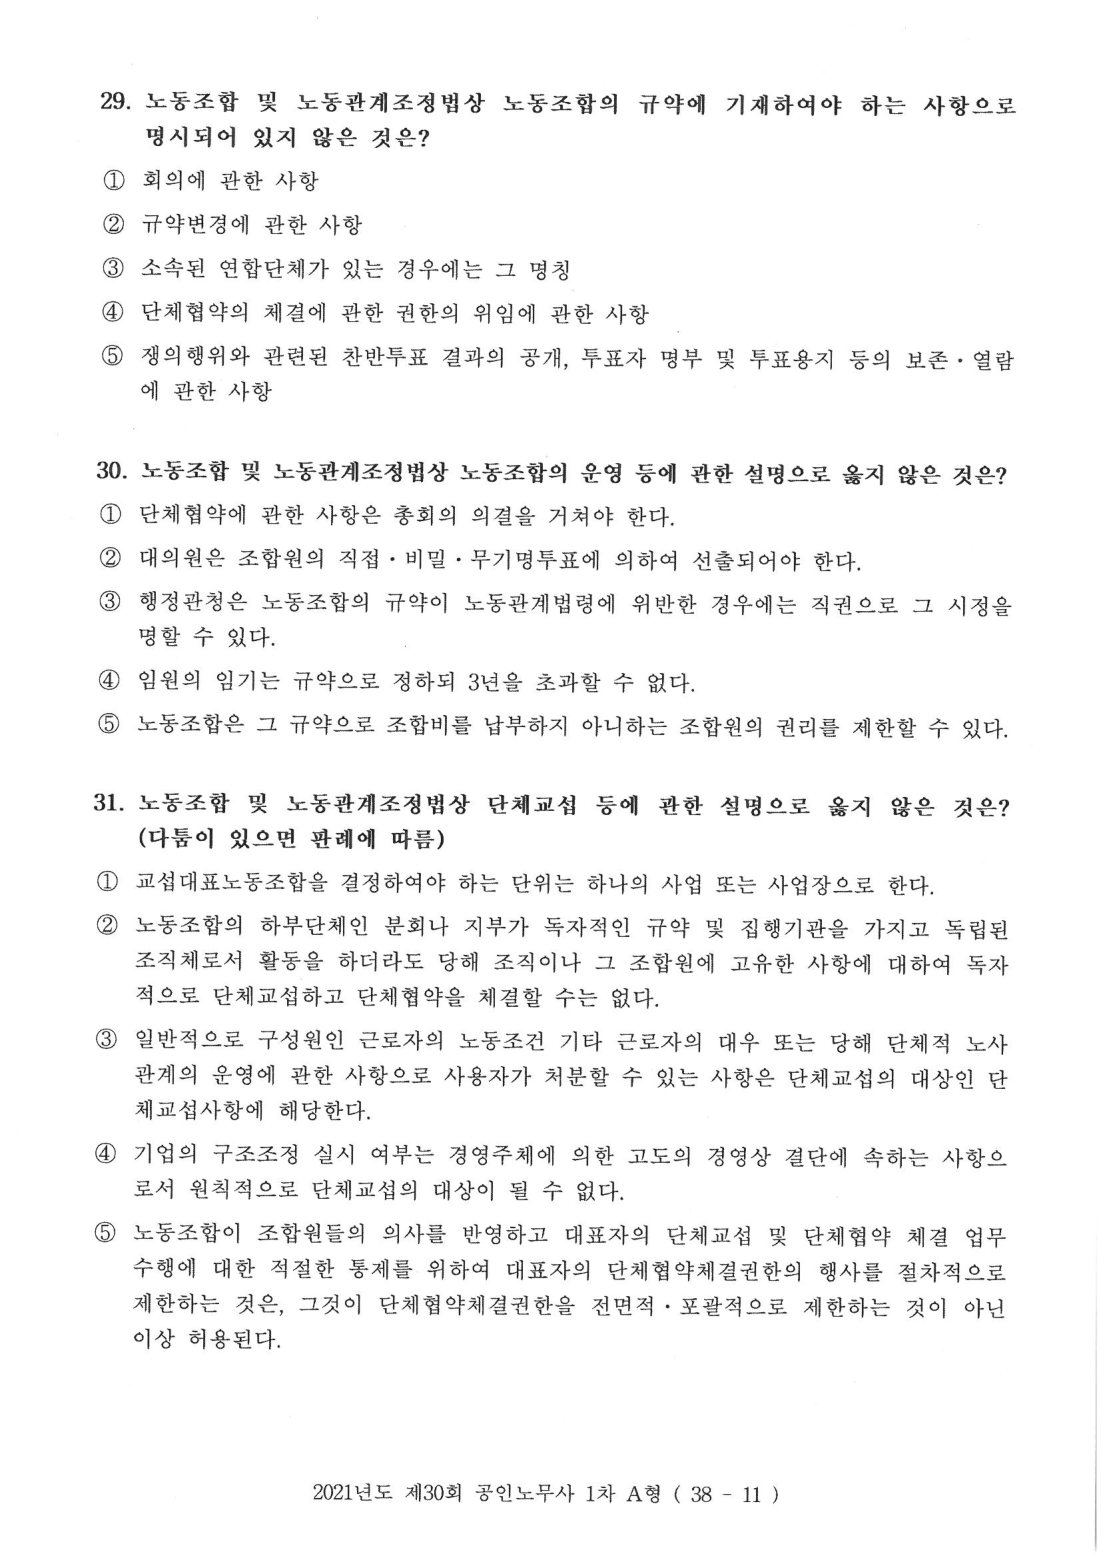 29. 노동조합 및 노동관계조정법상 노동조합의 규약에 기재하여야 하는 사항으로
명시되어 있지 않은 것은?
① 회의에 관한 사항
② 규약변경에 관한 사항
③ 소속된 연합단체가 있는 경우에는 그 명칭
④ 단체협약의 체결에 관한 권한의 위임에 관한 사항
⑤ 쟁의행위와 관련된 찬반투표 결과의 공개, 투표자 명부 및 투표용지 등의 보존·열람
에 관한 사항
30. 노동조합 및 노동관계조정법상 노동조합의 운영 등에 관한 설명으로 옳지 않은 것은?
① 단체협약에 관한 사항은 총회의 의결을 거쳐야 한다.
② 대의원은 조합원의 직접·비밀·무기명투표에 의하여 선출되어야 한다.
③ 행정관청은 노동조합의 규약이 노동관계법령에 위반한 경우에는 직권으로 그 시정을
명할 수 있다.
④ 임원의 임기는 규약으로 정하되 3년을 초과할 수 없다.
⑤ 노동조합은 그 규약으로 조합비를 납부하지 아니하는 조합원의 권리를 제한할 수 있다.
31. 노동조합 및 노동관계조정법상 단체교섭 등에 관한 설명으로 옳지 않은 것은?
(다툼이 있으면 판례에 따름)
① 교섭대표노동조합을 결정하여야 하는 단위는 하나의 사업 또는 사업장으로 한다.
② 노동조합의 하부단체인 분회나 지부가 독자적인 규약 및 집행기관을 가지고 독립된
조직체로서 활동을 하더라도 당해 조직이나 그 조합원에 고유한 사항에 대하여 독자
적으로 단체교섭하고 단체협약을 체결할 수는 없다.
③ 일반적으로 구성원인 근로자의 노동조건 기타 근로자의 대우 또는 당해 단체적 노사
관계의 운영에 관한 사항으로 사용자가 처분할 수 있는 사항은 단체교섭의 대상인 단
체교섭사항에 해당한다.
④ 기업의 구조조정 실시 여부는 경영주체에 의한 고도의 경영상 결단에 속하는 사항으
로서 원칙적으로 단체교섭의 대상이 될 수 없다.
⑤ 노동조합이 조합원들의 의사를 반영하고 대표자의 단체교섭 및 단체협약 체결 업무
수행에 대한 적절한 통제를 위하여 대표자의 단체협약체결권한의 행사를 절차적으로
제한하는 것은, 그것이 단체협약체결권한을 전면적·포괄적으로 제한하는 것이 아닌
이상 허용된다.
2021년도 제30회 공인노무사 1차 A형 ( 38 - 11 )